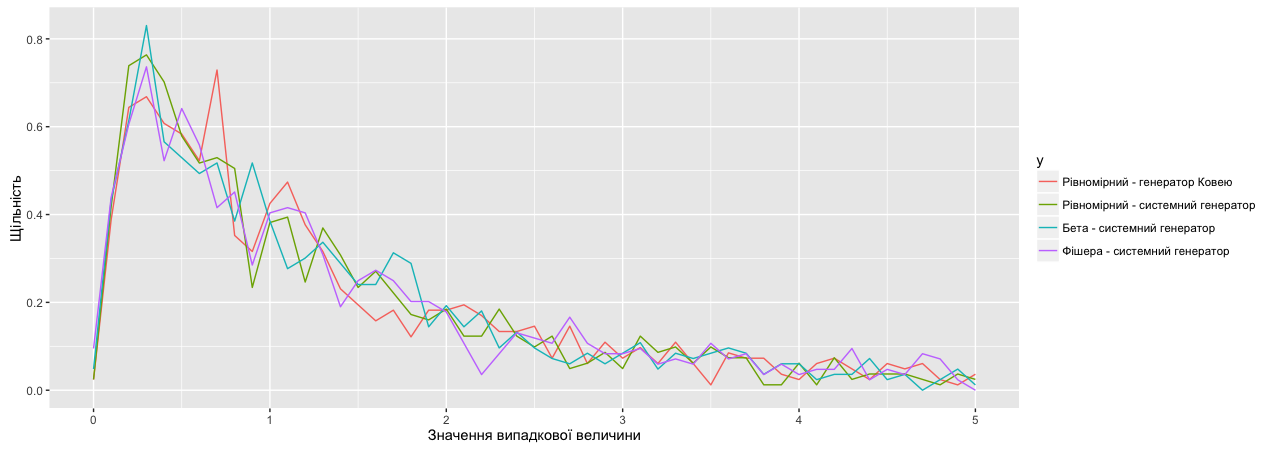 Щільність
0.8
0.6
0.4
0.2
0.0
0 1 2 3 4 5
Значення випадкової величини
y
Рівномірний - генератор Ковею
Рівномірний - системний генератор
Бета - системний генератор
Фішера - системний генератор